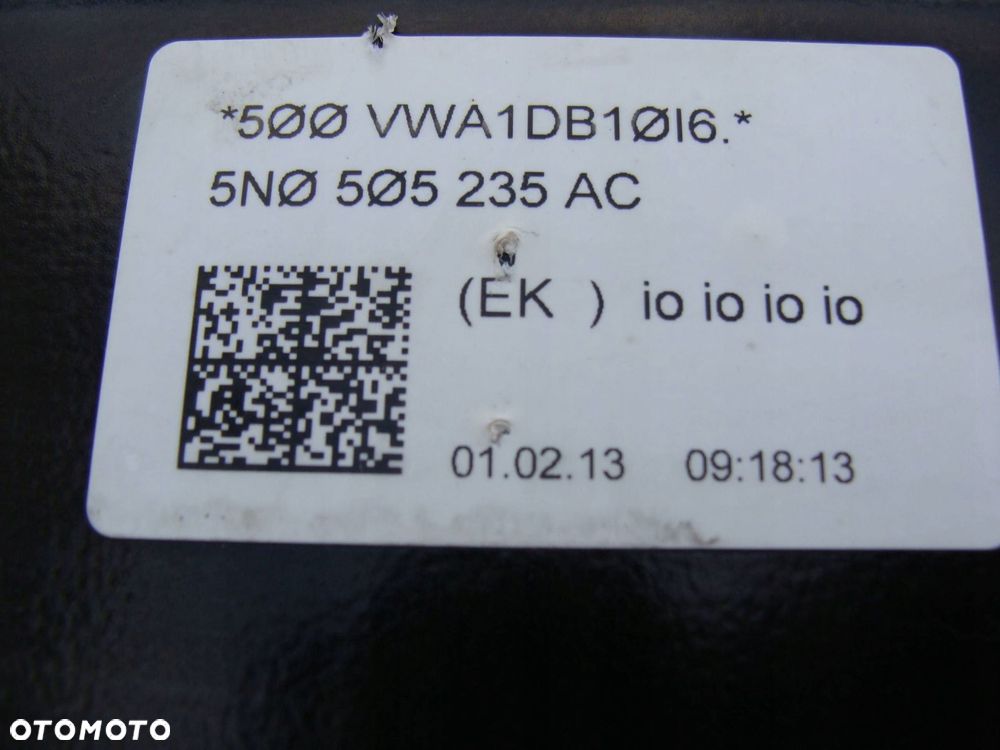 *5ØØ VWA1DB1ØI6.*
5NØ 5Ø5 235 AC
(EK ) io io io io
01.02.13 09:18:13
OTOMOTO